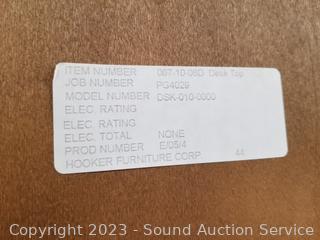 ITEM NUMBER 067-10-08D Desk Top
JOB NUMBER PG4029
MODEL NUMBER DSK-010-0000
ELEC. RATING
ELEC. RATING
ELEC. TOTAL NONE
PROD NUMBER E/05/4
HOOKER FURNITURE CORP. 44
Copyright 2023 - Sound Auction Service